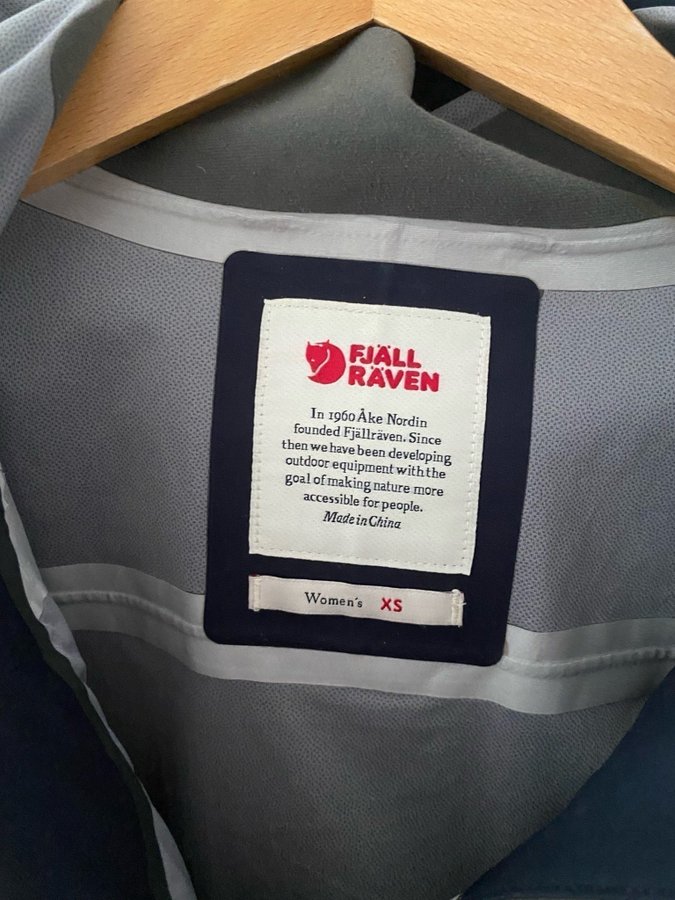 FJÄLL
RÄVEN
In 1960 Åke Nordin
founded Fjällräven. Since
then we have been developing
outdoor equipment with the
goal of making nature more
accessible for people.
Made in China
Women's XS